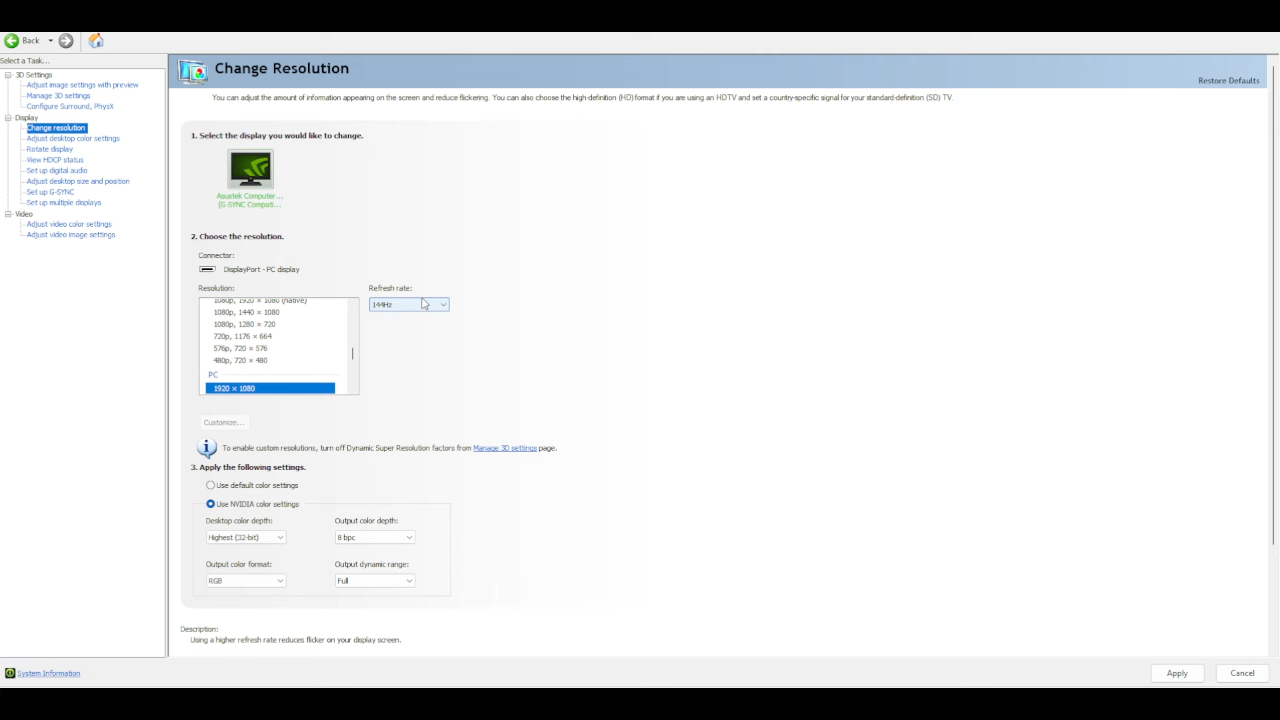 Back
Select a Task...
3D Settings
Adjust image settings with preview
Manage 3D settings
Configure Surround, PhysX
Display
Change resolution
Adjust desktop color settings
Rotate display
View HDCP status
Set up digital audio
Adjust desktop size and position
Set up G-SYNC
Set up multiple displays
Video
Adjust video color settings
Adjust video image settings
System Information
Change Resolution
Restore Defaults
You can adjust the amount of information appearing on the screen and reduce flickering. You can also choose the high-definition (HD) format if you are using an HDTV and set a country-specific signal for your standard-definition (SD) TV.
1. Select the display you would like to change.
Asustek Computer...
(G-SYNC Compati...
2. Choose the resolution.
Connector:
DisplayPort - PC display
Resolution:
1080p, 1920 × 1080 (native)
1080p, 1440 × 1080
1080p, 1280 × 720
720p, 1176 × 664
576p, 720 × 576
480p, 720 × 480
PC
1920 × 1080
Refresh rate:
144Hz
Customize...
To enable custom resolutions, turn off Dynamic Super Resolution factors from Manage 3D settings page.
3. Apply the following settings.
Use default color settings
Use NVIDIA color settings
Desktop color depth:
Highest (32-bit)
Output color depth:
8 bpc
Output color format:
RGB
Output dynamic range:
Full
Description:
Using a higher refresh rate reduces flicker on your display screen.
Apply
Cancel